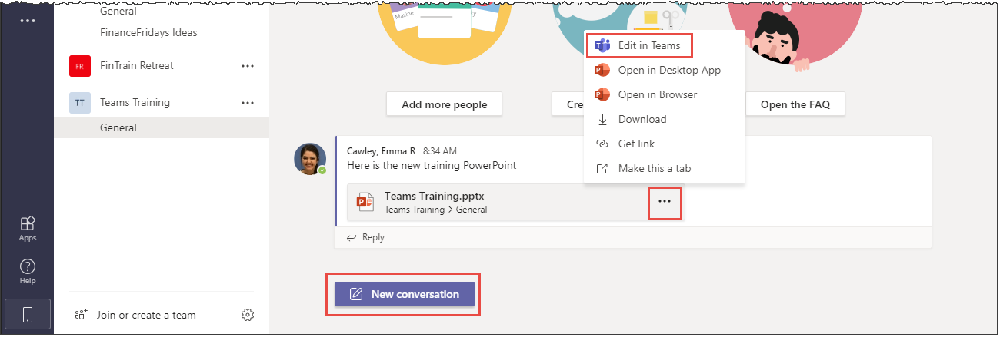 General
FinanceFridays Ideas
FR
FinTrain Retreat
TT
Teams Training
General
Apps
Help
Join or create a team
Maxine
Add more people
Open the FAQ
Edit in Teams
Open in Desktop App
Open in Browser
Download
Get link
Make this a tab
Cawley, Emma R 8:34 AM
Here is the new training PowerPoint
Teams Training.pptx
Teams Training > General
Reply
New conversation